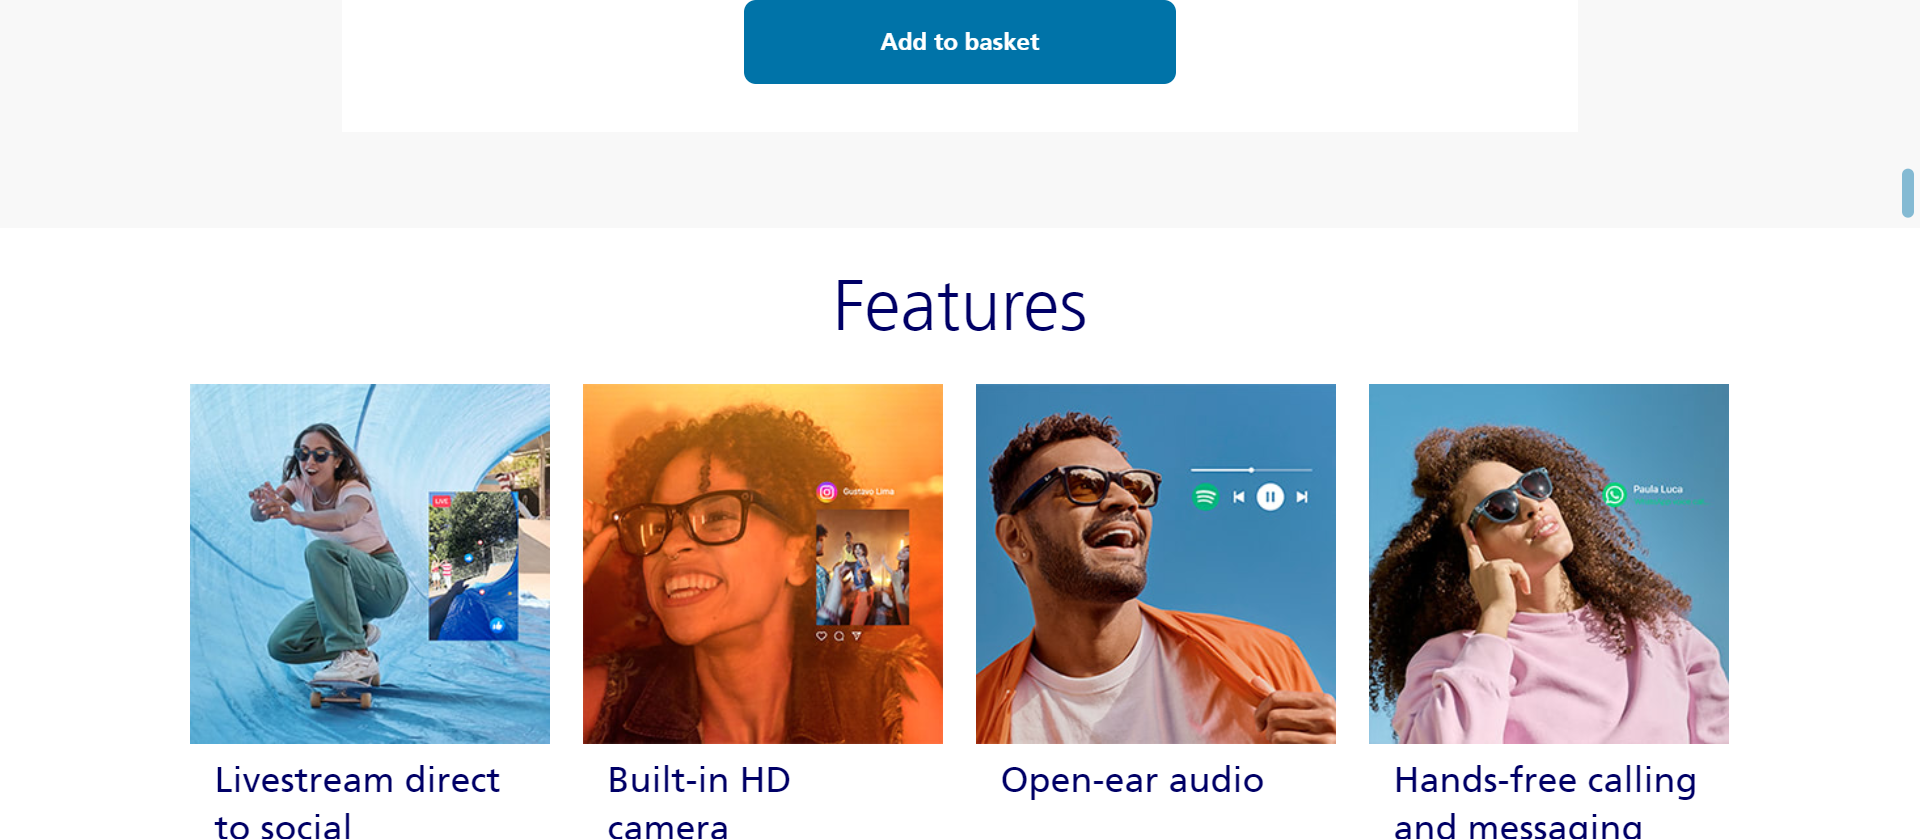 Add to basket
Features
LIVE
Gustavo Lima
Paula Luca
Livestream direct
to social
Built-in HD
camera
Open-ear audio
Hands-free calling
and messaging